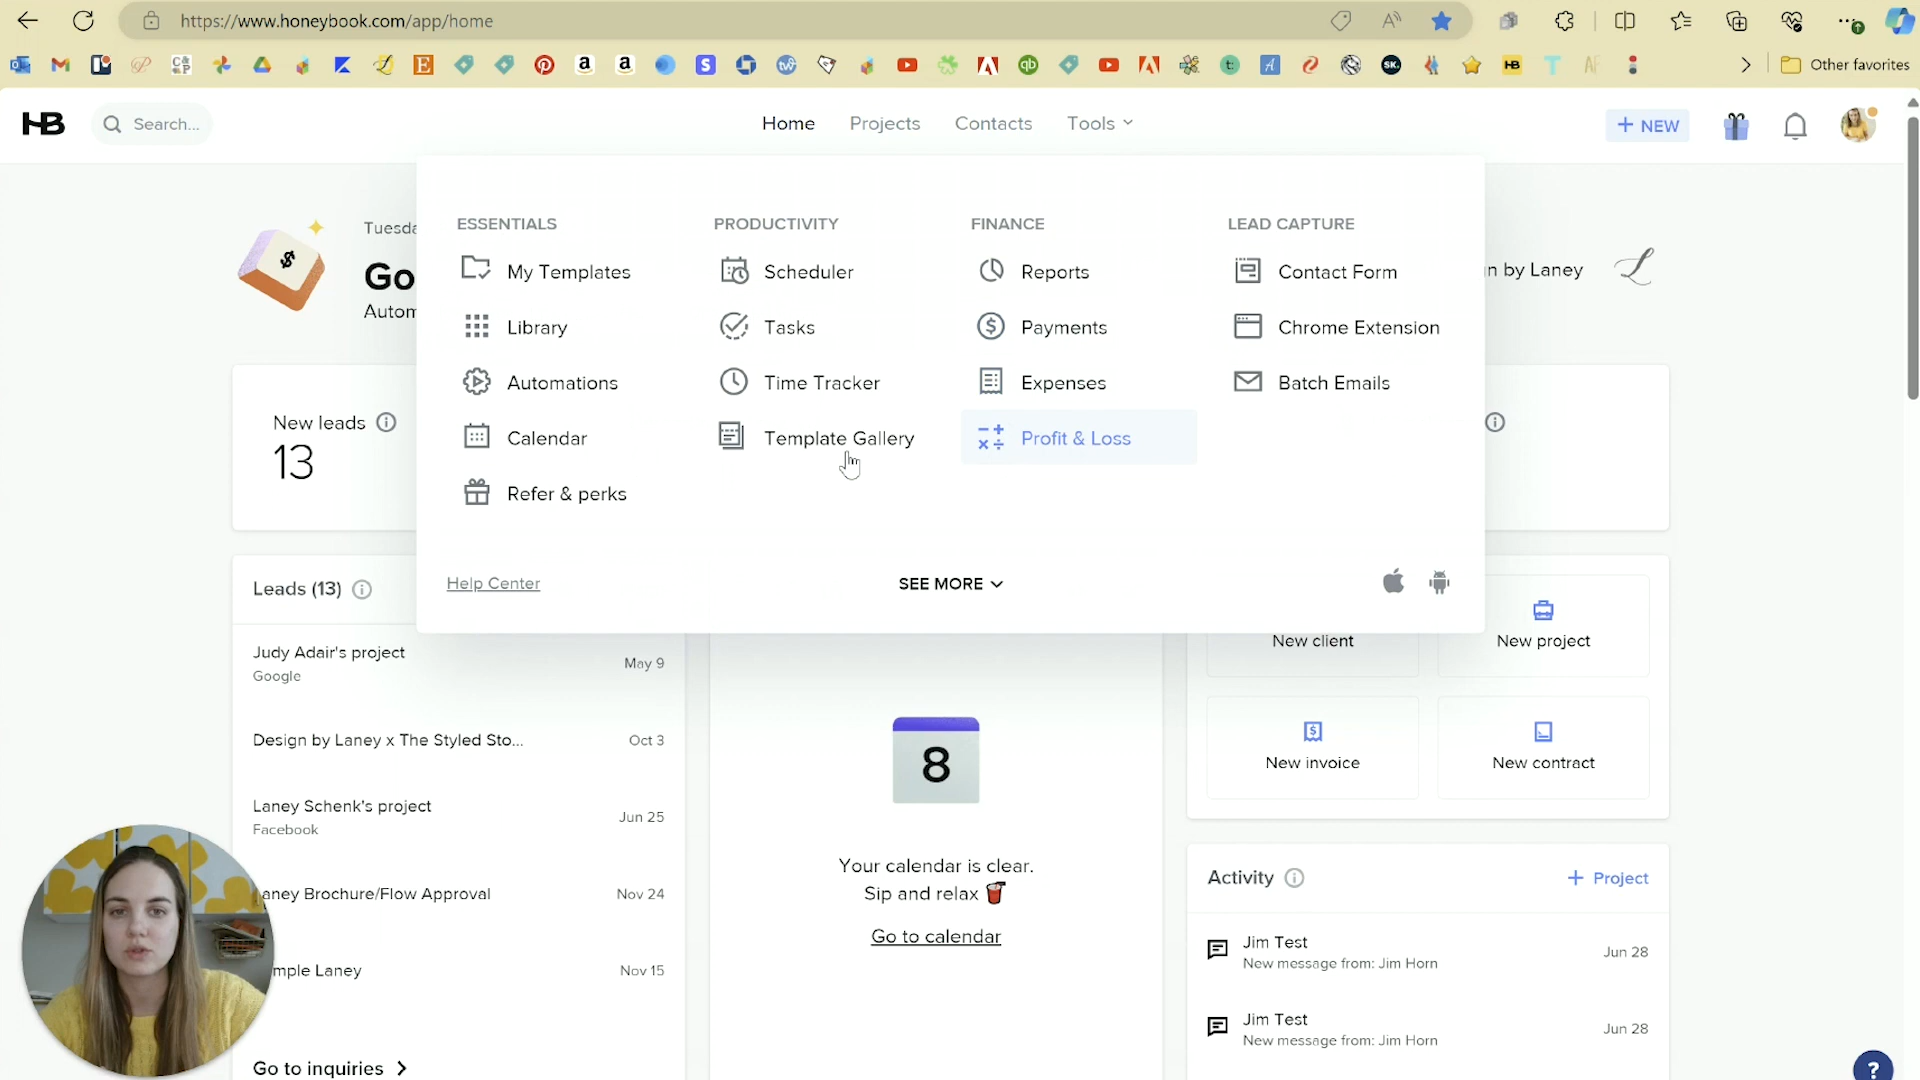 https://www.honeybook.com/app/home
Other favorites
HB
Search...
Home
Projects
Contacts
Tools
+ NEW
Tuesda
Go
Autom
n by Laney
ESSENTIALS
My Templates
Library
Automations
Calendar
Refer & perks
PRODUCTIVITY
Scheduler
Tasks
Time Tracker
Template Gallery
FINANCE
Reports
Payments
Expenses
Profit & Loss
LEAD CAPTURE
Contact Form
Chrome Extension
Batch Emails
Help Center
SEE MORE
New leads
13
Leads (13)
Judy Adair's project
Google
May 9
Design by Laney x The Styled Sto...
Oct 3
Laney Schenk's project
Facebook
Jun 25
aney Brochure/Flow Approval
Nov 24
mple Laney
Nov 15
Go to inquiries
8
Your calendar is clear.
Sip and relax
Go to calendar
New client
New project
New invoice
New contract
Activity
+ Project
Jim Test
New message from: Jim Horn
Jun 28
Jim Test
New message from: Jim Horn
Jun 28
?